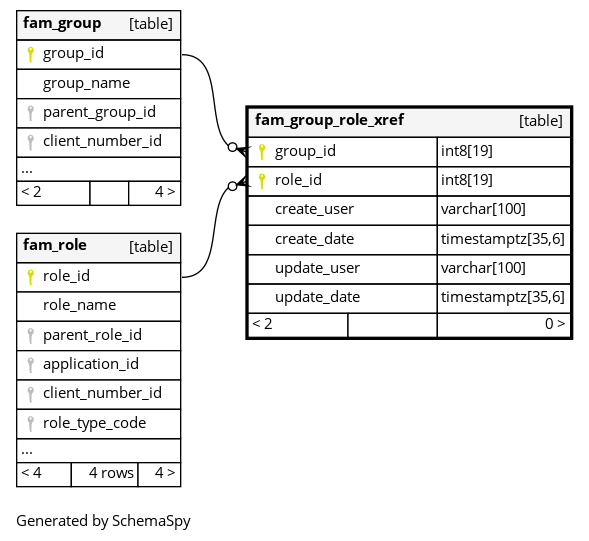 fam_group [table]
group_id
group_name
parent_group_id
client_number_id
...
< 2 4 >
fam_group_role_xref [table]
group_id int8[19]
role_id int8[19]
create_user varchar[100]
create_date timestamptz[35,6]
update_user varchar[100]
update_date timestamptz[35,6]
< 2 0 >
fam_role [table]
role_id
role_name
parent_role_id
application_id
client_number_id
role_type_code
...
< 4 4 rows 4 >
Generated by SchemaSpy